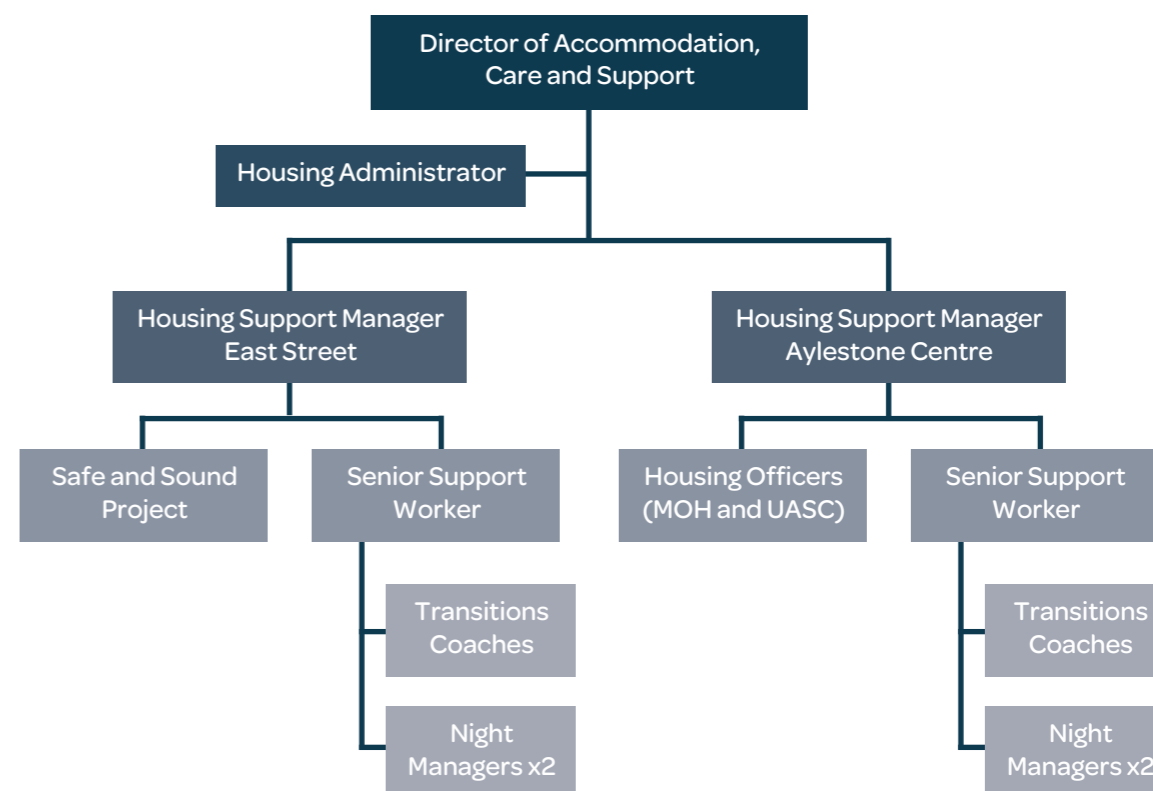 Director of Accommodation,
Care and Support
Housing Administrator
Housing Support Manager
East Street
Housing Support Manager
Aylestone Centre
Safe and Sound
Project
Senior Support
Worker
Housing Officers
(MOH and UASC)
Senior Support
Worker
Transitions
Coaches
Transitions
Coaches
Night
Managers x2
Night
Managers x2